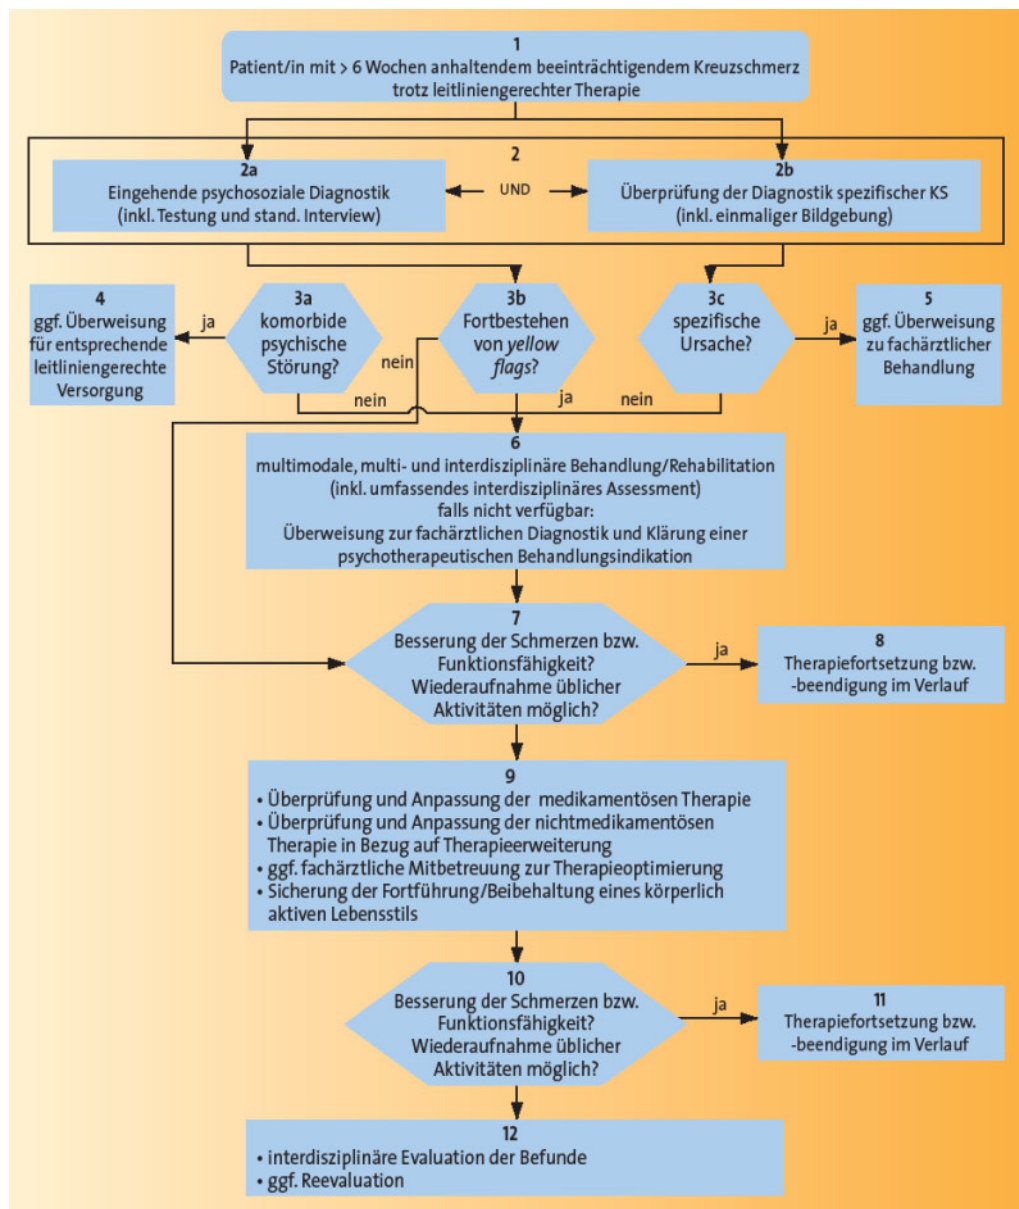 1
Patient/in mit > 6 Wochen anhaltendem beeinträchtigendem Kreuzschmerz
trotz leitliniengerechter Therapie
2
2a
Eingehende psychosoziale Diagnostik
(inkl. Testung und stand. Interview)
UND
2b
Überprüfung der Diagnostik spezifischer KS
(inkl. einmaliger Bildgebung)
4
ggf. Überweisung
für entsprechende
leitliniengerechte
Versorgung
ja
3a
komorbide
psychische
Störung?
nein
nein
3b
Fortbestehen
von yellow
flags?
ja
3c
spezifische
Ursache?
nein
ja
5
ggf. Überweisung
zu fachärztlicher
Behandlung
6
multimodale, multi- und interdisziplinäre Behandlung/Rehabilitation
(inkl. umfassendes interdisziplinäres Assessment)
falls nicht verfügbar:
Überweisung zur fachärztlichen Diagnostik und Klärung einer
psychotherapeutischen Behandlungsindikation
7
Besserung der Schmerzen bzw.
Funktionsfähigkeit?
Wiederaufnahme üblicher
Aktivitäten möglich?
ja
8
Therapiefortsetzung bzw.
-beendigung im Verlauf
9
• Überprüfung und Anpassung der medikamentösen Therapie
• Überprüfung und Anpassung der nichtmedikamentösen
Therapie in Bezug auf Therapieerweiterung
• ggf. fachärztliche Mitbetreuung zur Therapieoptimierung
• Sicherung der Fortführung/Beibehaltung eines körperlich
aktiven Lebensstils
10
Besserung der Schmerzen bzw.
Funktionsfähigkeit?
Wiederaufnahme üblicher
Aktivitäten möglich?
ja
11
Therapiefortsetzung bzw.
-beendigung im Verlauf
12
• interdisziplinäre Evaluation der Befunde
• ggf. Reevaluation